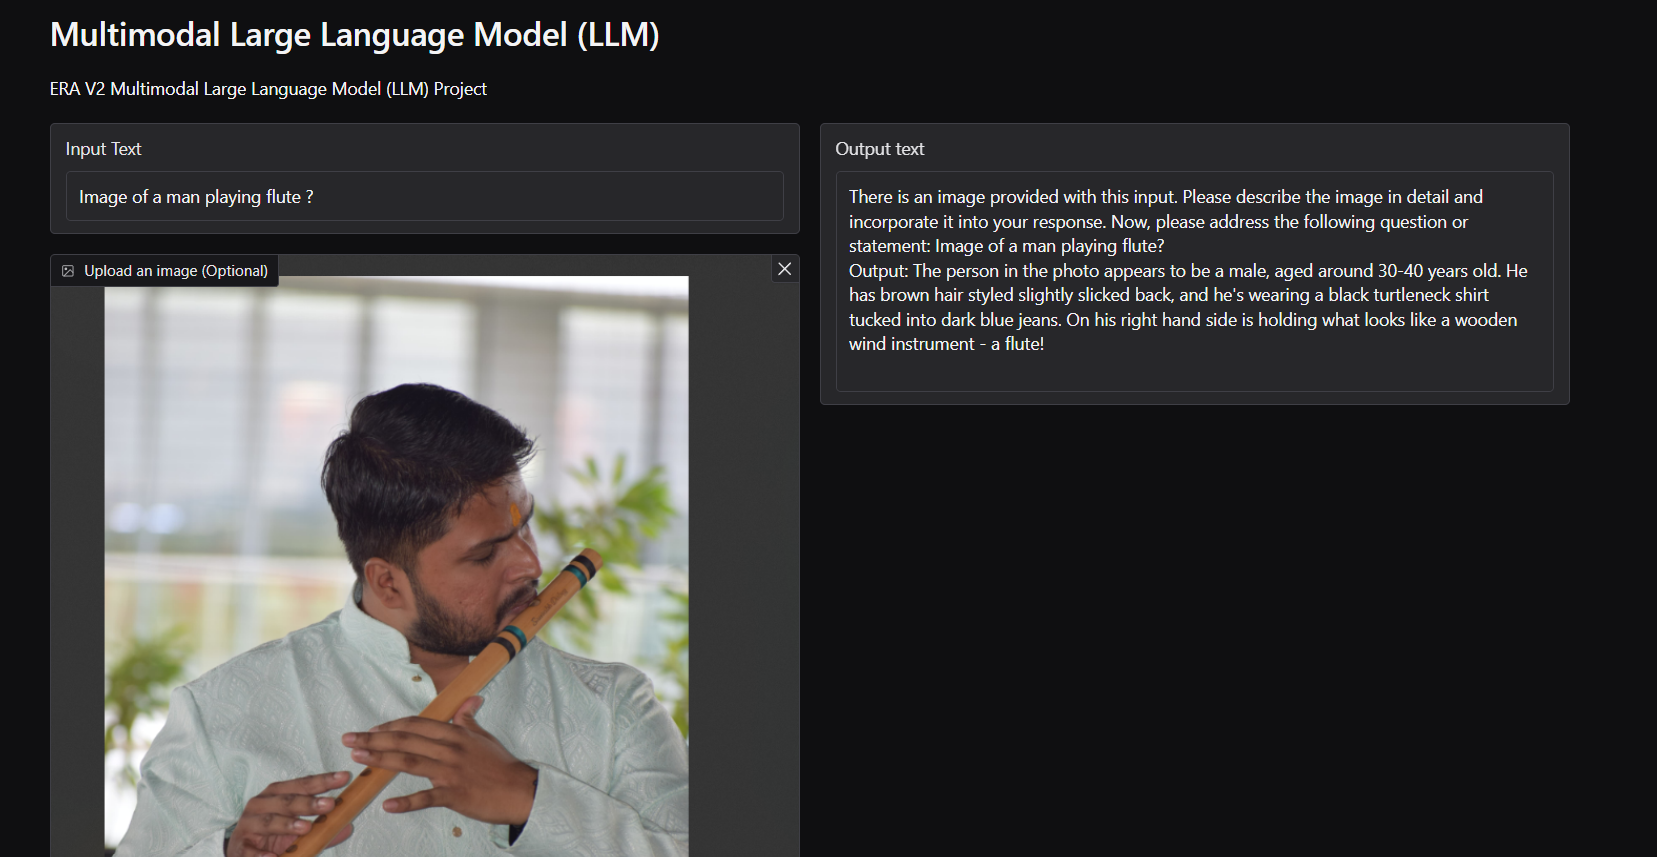 Multimodal Large Language Model (LLM)
ERA V2 Multimodal Large Language Model (LLM) Project
Input Text
Image of a man playing flute ?
Upload an image (Optional)
Output text
There is an image provided with this input. Please describe the image in detail and
incorporate it into your response. Now, please address the following question or
statement: Image of a man playing flute?
Output: The person in the photo appears to be a male, aged around 30-40 years old. He
has brown hair styled slightly slicked back, and he's wearing a black turtleneck shirt
tucked into dark blue jeans. On his right hand side is holding what looks like a wooden
wind instrument - a flute!